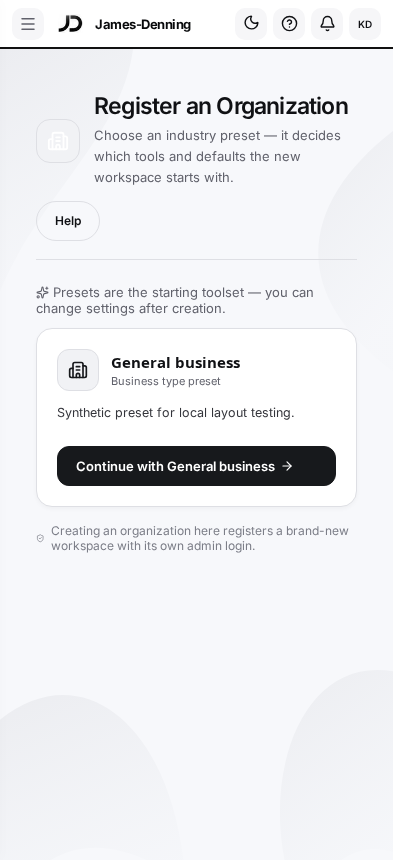 James-Denning
KD
Register an Organization
Choose an industry preset — it decides
which tools and defaults the new
workspace starts with.
Help
Presets are the starting toolset — you can
change settings after creation.
General business
Business type preset
Synthetic preset for local layout testing.
Continue with General business →
Creating an organization here registers a brand-new
workspace with its own admin login.